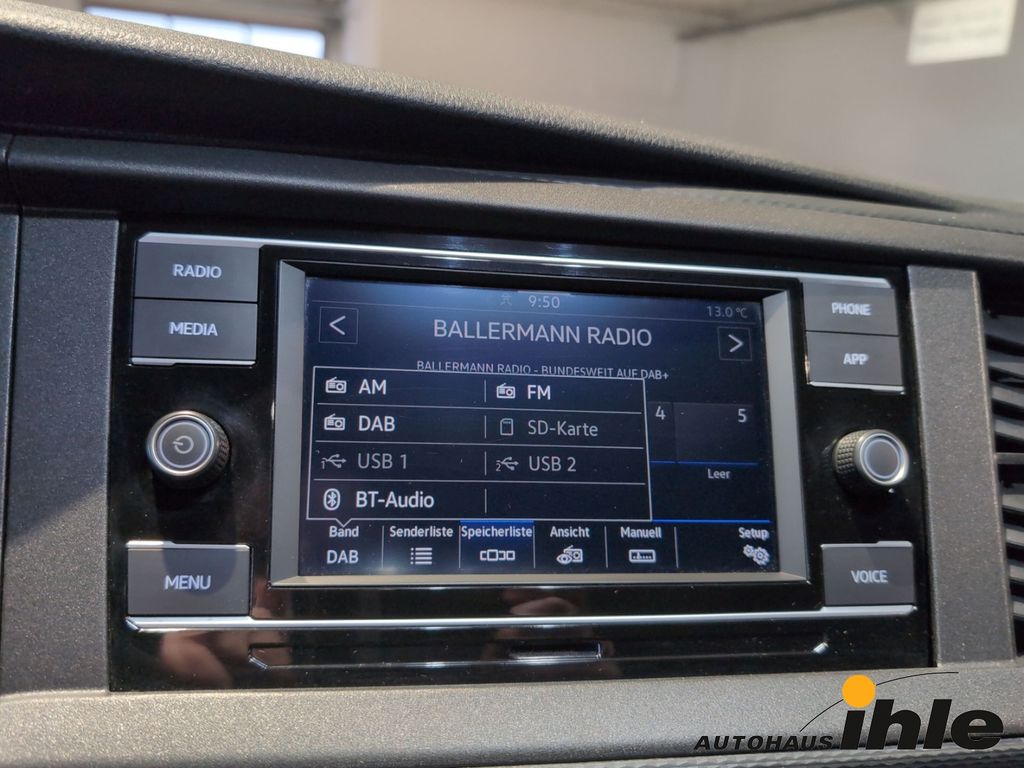 RADIO
MEDIA
MENU
PHONE
APP
VOICE
9:50
13.0 °C
<
BALLERMANN RADIO
>
BALLERMANN RADIO - BUNDESWEIT AUF DAB+
AM
FM
DAB
SD-Karte
1 USB 1
2 USB 2
BT-Audio
4
5
Leer
Band
DAB
Senderliste
Speicherliste
Ansicht
Manuell
Setup
AUTOHAUS ihle